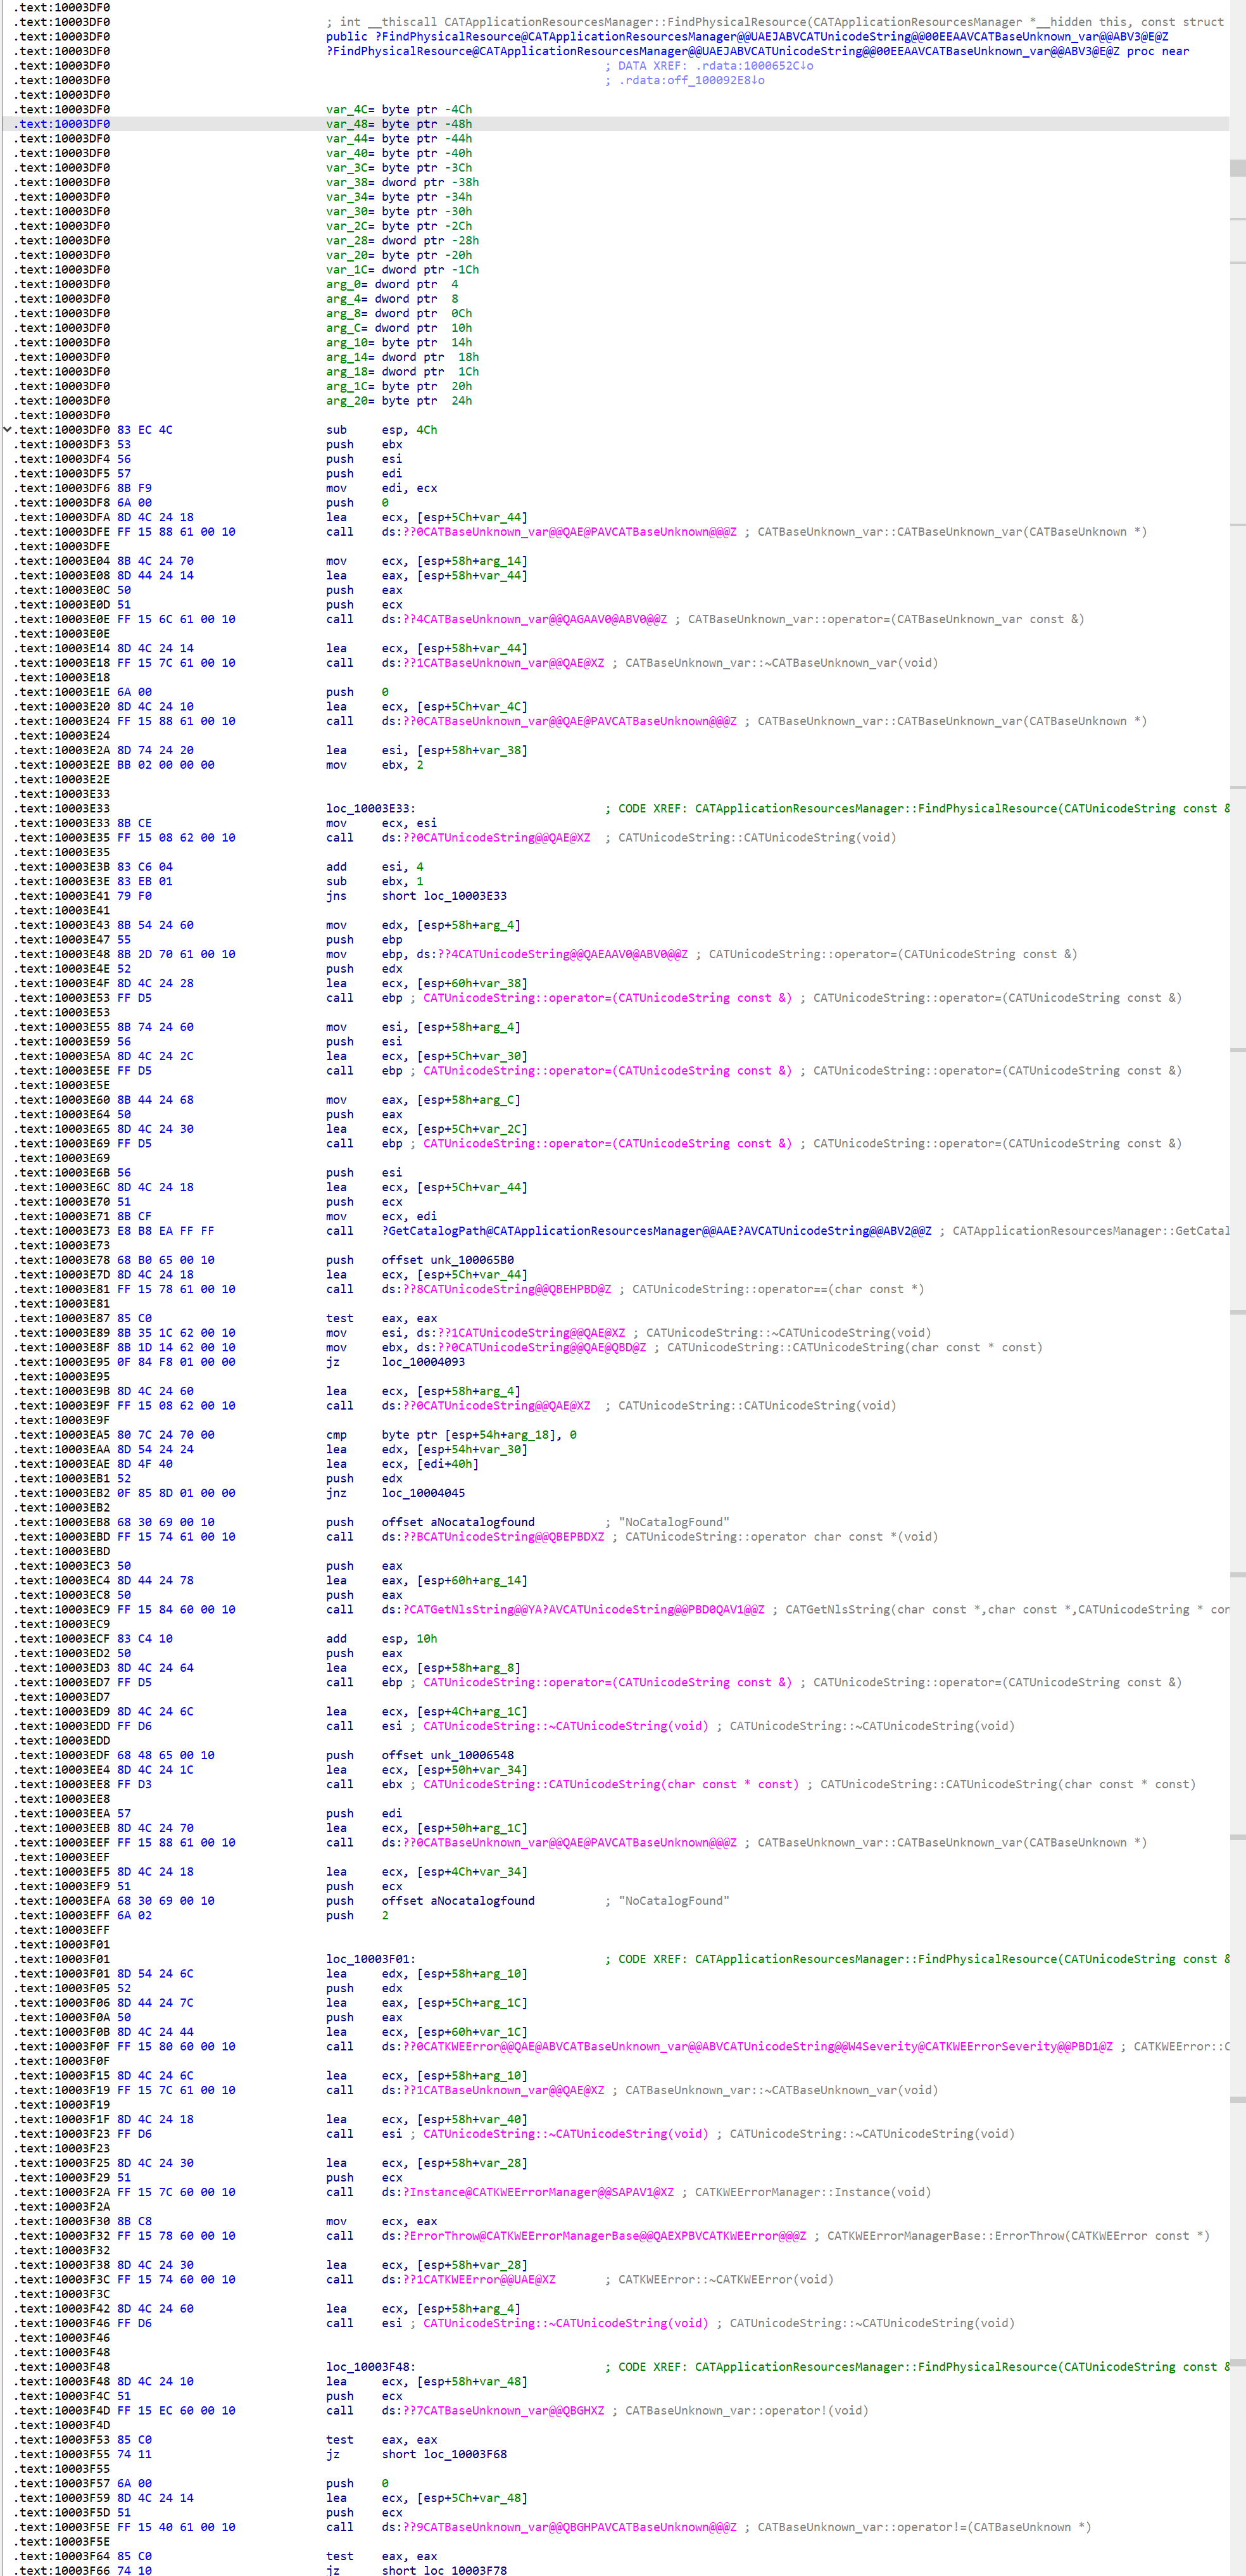 .text:10003DF0
.text:10003DF0 ; int __thiscall CATApplicationResourcesManager::FindPhysicalResource(CATApplicationResourcesManager *__hidden this, const struct
.text:10003DF0 public ?FindPhysicalResource@CATApplicationResourcesManager@@UAEJABVCATUnicodeString@@00EEAAVCATBaseUnknown_var@@ABV3@E@Z
.text:10003DF0 ?FindPhysicalResource@CATApplicationResourcesManager@@UAEJABVCATUnicodeString@@00EEAAVCATBaseUnknown_var@@ABV3@E@Z proc near
.text:10003DF0 ; DATA XREF: .rdata:1000652C↓o
.text:10003DF0 ; .rdata:off_100092E8↓o
.text:10003DF0
.text:10003DF0 var_4C= byte ptr -4Ch
.text:10003DF0 var_48= byte ptr -48h
.text:10003DF0 var_44= byte ptr -44h
.text:10003DF0 var_40= byte ptr -40h
.text:10003DF0 var_3C= byte ptr -3Ch
.text:10003DF0 var_38= dword ptr -38h
.text:10003DF0 var_34= byte ptr -34h
.text:10003DF0 var_30= byte ptr -30h
.text:10003DF0 var_2C= byte ptr -2Ch
.text:10003DF0 var_28= dword ptr -28h
.text:10003DF0 var_20= byte ptr -20h
.text:10003DF0 var_1C= dword ptr -1Ch
.text:10003DF0 arg_0= dword ptr 4
.text:10003DF0 arg_4= dword ptr 8
.text:10003DF0 arg_8= dword ptr 0Ch
.text:10003DF0 arg_C= dword ptr 10h
.text:10003DF0 arg_10= byte ptr 14h
.text:10003DF0 arg_14= dword ptr 18h
.text:10003DF0 arg_18= dword ptr 1Ch
.text:10003DF0 arg_1C= byte ptr 20h
.text:10003DF0 arg_20= byte ptr 24h
.text:10003DF0
.text:10003DF0 83 EC 4C sub esp, 4Ch
.text:10003DF3 53 push ebx
.text:10003DF4 56 push esi
.text:10003DF5 57 push edi
.text:10003DF6 8B F9 mov edi, ecx
.text:10003DF8 6A 00 push 0
.text:10003DFA 8D 4C 24 18 lea ecx, [esp+5Ch+var_44]
.text:10003DFE FF 15 88 61 00 10 call ds:??0CATBaseUnknown_var@@QAE@PAVCATBaseUnknown@@@Z ; CATBaseUnknown_var::CATBaseUnknown_var(CATBaseUnknown *)
.text:10003DFE
.text:10003E04 8B 4C 24 70 mov ecx, [esp+58h+arg_14]
.text:10003E08 8D 44 24 14 lea eax, [esp+58h+var_44]
.text:10003E0C 50 push eax
.text:10003E0D 51 push ecx
.text:10003E0E FF 15 6C 61 00 10 call ds:??4CATBaseUnknown_var@@QAGAAV0@ABV0@@Z ; CATBaseUnknown_var::operator=(CATBaseUnknown_var const &)
.text:10003E0E
.text:10003E14 8D 4C 24 14 lea ecx, [esp+58h+var_44]
.text:10003E18 FF 15 7C 61 00 10 call ds:??1CATBaseUnknown_var@@QAE@XZ ; CATBaseUnknown_var::~CATBaseUnknown_var(void)
.text:10003E18
.text:10003E1E 6A 00 push 0
.text:10003E20 8D 4C 24 10 lea ecx, [esp+5Ch+var_4C]
.text:10003E24 FF 15 88 61 00 10 call ds:??0CATBaseUnknown_var@@QAE@PAVCATBaseUnknown@@@Z ; CATBaseUnknown_var::CATBaseUnknown_var(CATBaseUnknown *)
.text:10003E24
.text:10003E2A 8D 74 24 20 lea esi, [esp+58h+var_38]
.text:10003E2E BB 02 00 00 00 mov ebx, 2
.text:10003E2E
.text:10003E33
.text:10003E33 loc_10003E33: ; CODE XREF: CATApplicationResourcesManager::FindPhysicalResource(CATUnicodeString const &
.text:10003E33 8B CE mov ecx, esi
.text:10003E35 FF 15 08 62 00 10 call ds:??0CATUnicodeString@@QAE@XZ ; CATUnicodeString::CATUnicodeString(void)
.text:10003E35
.text:10003E3B 83 C6 04 add esi, 4
.text:10003E3E 83 EB 01 sub ebx, 1
.text:10003E41 79 F0 jns short loc_10003E33
.text:10003E41
.text:10003E43 8B 54 24 60 mov edx, [esp+58h+arg_4]
.text:10003E47 55 push ebp
.text:10003E48 8B 2D 70 61 00 10 mov ebp, ds:??4CATUnicodeString@@QAEAAV0@ABV0@@Z ; CATUnicodeString::operator=(CATUnicodeString const &)
.text:10003E4E 52 push edx
.text:10003E4F 8D 4C 24 28 lea ecx, [esp+60h+var_38]
.text:10003E53 FF D5 call ebp ; CATUnicodeString::operator=(CATUnicodeString const &) ; CATUnicodeString::operator=(CATUnicodeString const &)
.text:10003E53
.text:10003E55 8B 74 24 60 mov esi, [esp+58h+arg_4]
.text:10003E59 56 push esi
.text:10003E5A 8D 4C 24 2C lea ecx, [esp+5Ch+var_30]
.text:10003E5E FF D5 call ebp ; CATUnicodeString::operator=(CATUnicodeString const &) ; CATUnicodeString::operator=(CATUnicodeString const &)
.text:10003E5E
.text:10003E60 8B 44 24 68 mov eax, [esp+58h+arg_C]
.text:10003E64 50 push eax
.text:10003E65 8D 4C 24 30 lea ecx, [esp+5Ch+var_2C]
.text:10003E69 FF D5 call ebp ; CATUnicodeString::operator=(CATUnicodeString const &) ; CATUnicodeString::operator=(CATUnicodeString const &)
.text:10003E69
.text:10003E6B 56 push esi
.text:10003E6C 8D 4C 24 18 lea ecx, [esp+5Ch+var_44]
.text:10003E70 51 push ecx
.text:10003E71 8B CF mov ecx, edi
.text:10003E73 E8 B8 EA FF FF call ?GetCatalogPath@CATApplicationResourcesManager@@AAE?AVCATUnicodeString@@ABV2@@Z ; CATApplicationResourcesManager::GetCatal
.text:10003E73
.text:10003E78 68 B0 65 00 10 push offset unk_100065B0
.text:10003E7D 8D 4C 24 18 lea ecx, [esp+5Ch+var_44]
.text:10003E81 FF 15 78 61 00 10 call ds:??8CATUnicodeString@@QBEHPBD@Z ; CATUnicodeString::operator==(char const *)
.text:10003E81
.text:10003E87 85 C0 test eax, eax
.text:10003E89 8B 35 1C 62 00 10 mov esi, ds:??1CATUnicodeString@@QAE@XZ ; CATUnicodeString::~CATUnicodeString(void)
.text:10003E8F 8B 1D 14 62 00 10 mov ebx, ds:??0CATUnicodeString@@QAE@QBD@Z ; CATUnicodeString::CATUnicodeString(char const * const)
.text:10003E95 0F 84 F8 01 00 00 jz loc_10004093
.text:10003E95
.text:10003E9B 8D 4C 24 60 lea ecx, [esp+58h+arg_4]
.text:10003E9F FF 15 08 62 00 10 call ds:??0CATUnicodeString@@QAE@XZ ; CATUnicodeString::CATUnicodeString(void)
.text:10003E9F
.text:10003EA5 80 7C 24 70 00 cmp byte ptr [esp+54h+arg_18], 0
.text:10003EAA 8D 54 24 24 lea edx, [esp+54h+var_30]
.text:10003EAE 8D 4F 40 lea ecx, [edi+40h]
.text:10003EB1 52 push edx
.text:10003EB2 0F 85 8D 01 00 00 jnz loc_10004045
.text:10003EB2
.text:10003EB8 68 30 69 00 10 push offset aNocatalogfound ; "NoCatalogFound"
.text:10003EBD FF 15 74 61 00 10 call ds:??BCATUnicodeString@@QBEPBDXZ ; CATUnicodeString::operator char const *(void)
.text:10003EBD
.text:10003EC3 50 push eax
.text:10003EC4 8D 44 24 78 lea eax, [esp+60h+arg_14]
.text:10003EC8 50 push eax
.text:10003EC9 FF 15 84 60 00 10 call ds:?CATGetNlsString@@YA?AVCATUnicodeString@@PBD0QAV1@@Z ; CATGetNlsString(char const *,char const *,CATUnicodeString * con
.text:10003EC9
.text:10003ECF 83 C4 10 add esp, 10h
.text:10003ED2 50 push eax
.text:10003ED3 8D 4C 24 64 lea ecx, [esp+58h+arg_8]
.text:10003ED7 FF D5 call ebp ; CATUnicodeString::operator=(CATUnicodeString const &) ; CATUnicodeString::operator=(CATUnicodeString const &)
.text:10003ED7
.text:10003ED9 8D 4C 24 6C lea ecx, [esp+4Ch+arg_1C]
.text:10003EDD FF D6 call esi ; CATUnicodeString::~CATUnicodeString(void) ; CATUnicodeString::~CATUnicodeString(void)
.text:10003EDD
.text:10003EDF 68 48 65 00 10 push offset unk_10006548
.text:10003EE4 8D 4C 24 1C lea ecx, [esp+50h+var_34]
.text:10003EE8 FF D3 call ebx ; CATUnicodeString::CATUnicodeString(char const * const) ; CATUnicodeString::CATUnicodeString(char const * const)
.text:10003EE8
.text:10003EEA 57 push edi
.text:10003EEB 8D 4C 24 70 lea ecx, [esp+50h+arg_1C]
.text:10003EEF FF 15 88 61 00 10 call ds:??0CATBaseUnknown_var@@QAE@PAVCATBaseUnknown@@@Z ; CATBaseUnknown_var::CATBaseUnknown_var(CATBaseUnknown *)
.text:10003EEF
.text:10003EF5 8D 4C 24 18 lea ecx, [esp+4Ch+var_34]
.text:10003EF9 51 push ecx
.text:10003EFA 68 30 69 00 10 push offset aNocatalogfound ; "NoCatalogFound"
.text:10003EFF 6A 02 push 2
.text:10003EFF
.text:10003F01
.text:10003F01 loc_10003F01: ; CODE XREF: CATApplicationResourcesManager::FindPhysicalResource(CATUnicodeString const &
.text:10003F01 8D 54 24 6C lea edx, [esp+58h+arg_10]
.text:10003F05 52 push edx
.text:10003F06 8D 44 24 7C lea eax, [esp+5Ch+arg_1C]
.text:10003F0A 50 push eax
.text:10003F0B 8D 4C 24 44 lea ecx, [esp+60h+var_1C]
.text:10003F0F FF 15 80 60 00 10 call ds:??0CATKWEError@@QAE@ABVCATBaseUnknown_var@@ABVCATUnicodeString@@W4Severity@CATKWEErrorSeverity@@PBD1@Z ; CATKWEError::C
.text:10003F0F
.text:10003F15 8D 4C 24 6C lea ecx, [esp+58h+arg_10]
.text:10003F19 FF 15 7C 61 00 10 call ds:??1CATBaseUnknown_var@@QAE@XZ ; CATBaseUnknown_var::~CATBaseUnknown_var(void)
.text:10003F19
.text:10003F1F 8D 4C 24 18 lea ecx, [esp+58h+var_40]
.text:10003F23 FF D6 call esi ; CATUnicodeString::~CATUnicodeString(void) ; CATUnicodeString::~CATUnicodeString(void)
.text:10003F23
.text:10003F25 8D 4C 24 30 lea ecx, [esp+58h+var_28]
.text:10003F29 51 push ecx
.text:10003F2A FF 15 7C 60 00 10 call ds:?Instance@CATKWEErrorManager@@SAPAV1@XZ ; CATKWEErrorManager::Instance(void)
.text:10003F2A
.text:10003F30 8B C8 mov ecx, eax
.text:10003F32 FF 15 78 60 00 10 call ds:?ErrorThrow@CATKWEErrorManagerBase@@QAEXPBVCATKWEError@@@Z ; CATKWEErrorManagerBase::ErrorThrow(CATKWEError const *)
.text:10003F32
.text:10003F38 8D 4C 24 30 lea ecx, [esp+58h+var_28]
.text:10003F3C FF 15 74 60 00 10 call ds:??1CATKWEError@@UAE@XZ ; CATKWEError::~CATKWEError(void)
.text:10003F3C
.text:10003F42 8D 4C 24 60 lea ecx, [esp+58h+arg_4]
.text:10003F46 FF D6 call esi ; CATUnicodeString::~CATUnicodeString(void) ; CATUnicodeString::~CATUnicodeString(void)
.text:10003F46
.text:10003F48
.text:10003F48 loc_10003F48: ; CODE XREF: CATApplicationResourcesManager::FindPhysicalResource(CATUnicodeString const &
.text:10003F48 8D 4C 24 10 lea ecx, [esp+58h+var_48]
.text:10003F4C 51 push ecx
.text:10003F4D FF 15 EC 60 00 10 call ds:??7CATBaseUnknown_var@@QBGHXZ ; CATBaseUnknown_var::operator!(void)
.text:10003F4D
.text:10003F53 85 C0 test eax, eax
.text:10003F55 74 11 jz short loc_10003F68
.text:10003F55
.text:10003F57 6A 00 push 0
.text:10003F59 8D 4C 24 14 lea ecx, [esp+5Ch+var_48]
.text:10003F5D 51 push ecx
.text:10003F5E FF 15 40 61 00 10 call ds:??9CATBaseUnknown_var@@QBGHPAVCATBaseUnknown@@@Z ; CATBaseUnknown_var::operator!=(CATBaseUnknown *)
.text:10003F5E
.text:10003F64 85 C0 test eax, eax
.text:10003F66 74 10 jz short loc_10003F78